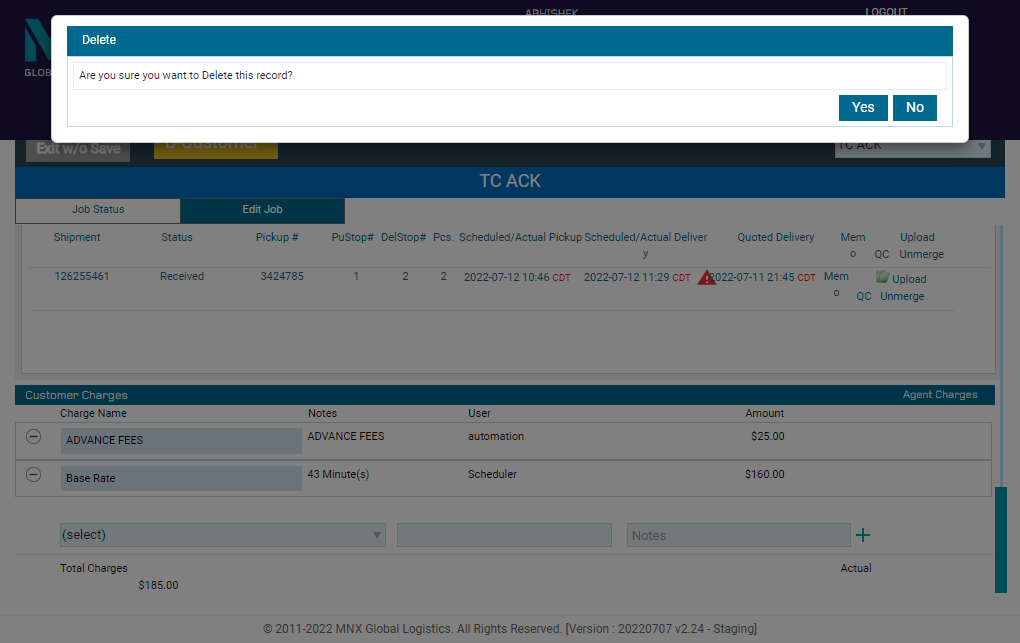 ABHISHEK LOGOUT
Delete
Are you sure you want to Delete this record?
Yes No
GLOB
Exit w/o Save D-Customer TC ACK
TC ACK
Job Status Edit Job
Shipment Status Pickup # PuStop# DelStop# Pcs. Scheduled/Actual Pickup Scheduled/Actual Deliver Quoted Delivery Mem Upload
y o QC Unmerge
126255461 Received 3424785 1 2 2 2022-07-12 10:46 CDT 2022-07-12 11:29 CDT 2022-07-11 21:45 CDT Mem Upload
o QC Unmerge
Customer Charges Agent Charges
Charge Name Notes User Amount
ADVANCE FEES ADVANCE FEES automation $25.00
Base Rate 43 Minute(s) Scheduler $160.00
(select) Notes
Total Charges Actual
$185.00
© 2011-2022 MNX Global Logistics. All Rights Reserved. [Version : 20220707 v2.24 - Staging]